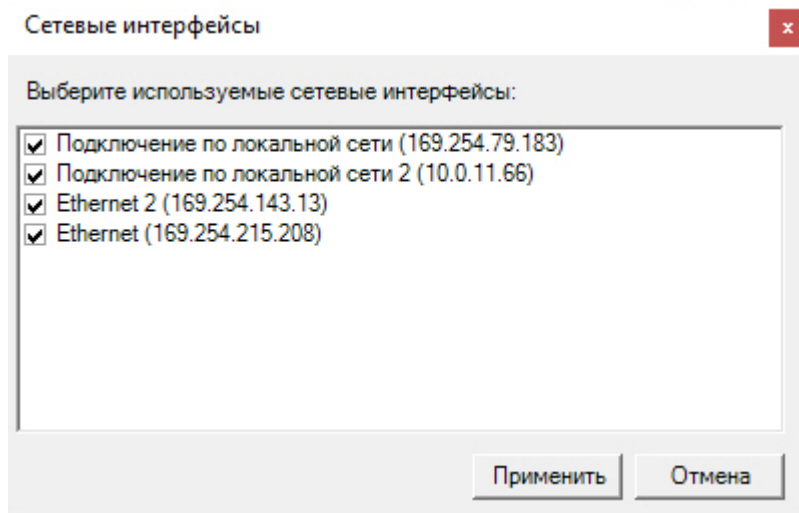 Сетевые интерфейсы
x
Выберите используемые сетевые интерфейсы:
Подключение по локальной сети (169.254.79.183)
Подключение по локальной сети 2 (10.0.11.66)
Ethernet 2 (169.254.143.13)
Ethernet (169.254.215.208)
Применить
Отмена